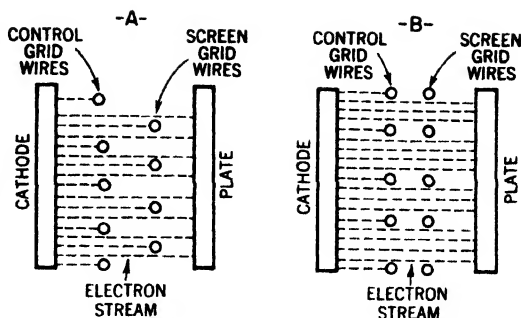 -A-
CONTROL
GRID
WIRES
SCREEN
GRID
WIRES
CATHODE
PLATE
ELECTRON
STREAM
-B-
CONTROL
GRID
WIRES
SCREEN
GRID
WIRES
CATHODE
PLATE
ELECTRON
STREAM